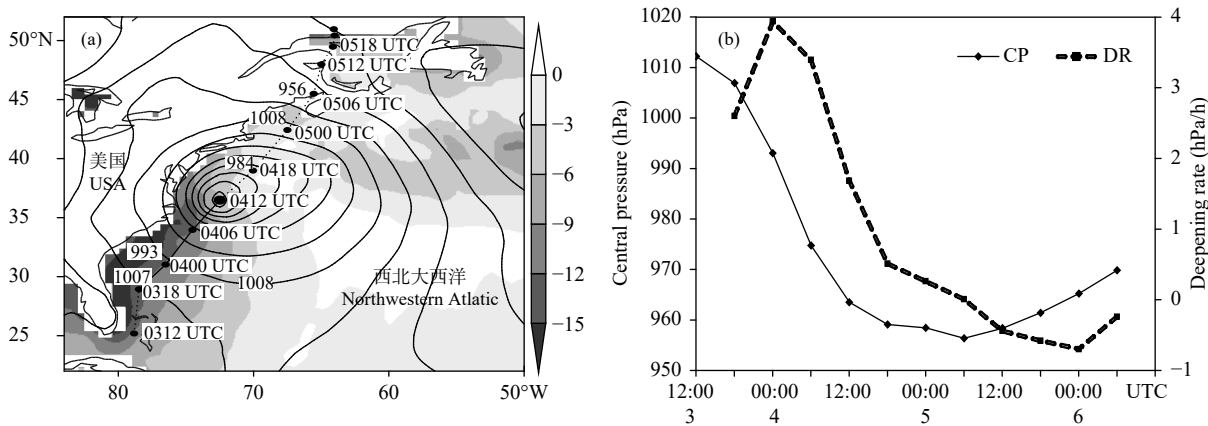 (a)
50°N
45
40
35
30
25
80
70
60
50°W
美国
USA
西北大西洋
Northwestern Atlatic
0518 UTC
0512 UTC
956
0506 UTC
1008
0500 UTC
984
0418 UTC
0412 UTC
0406 UTC
993
0400 UTC
1007
1008
0318 UTC
0312 UTC
0
−3
−6
−9
−12
−15
(b)
CP
DR
Central pressure (hPa)
1020
1010
1000
990
980
970
960
950
Deepening rate (hPa/h)
4
3
2
1
0
−1
12:00 00:00 12:00 00:00 12:00 00:00 UTC
3 4 5 6